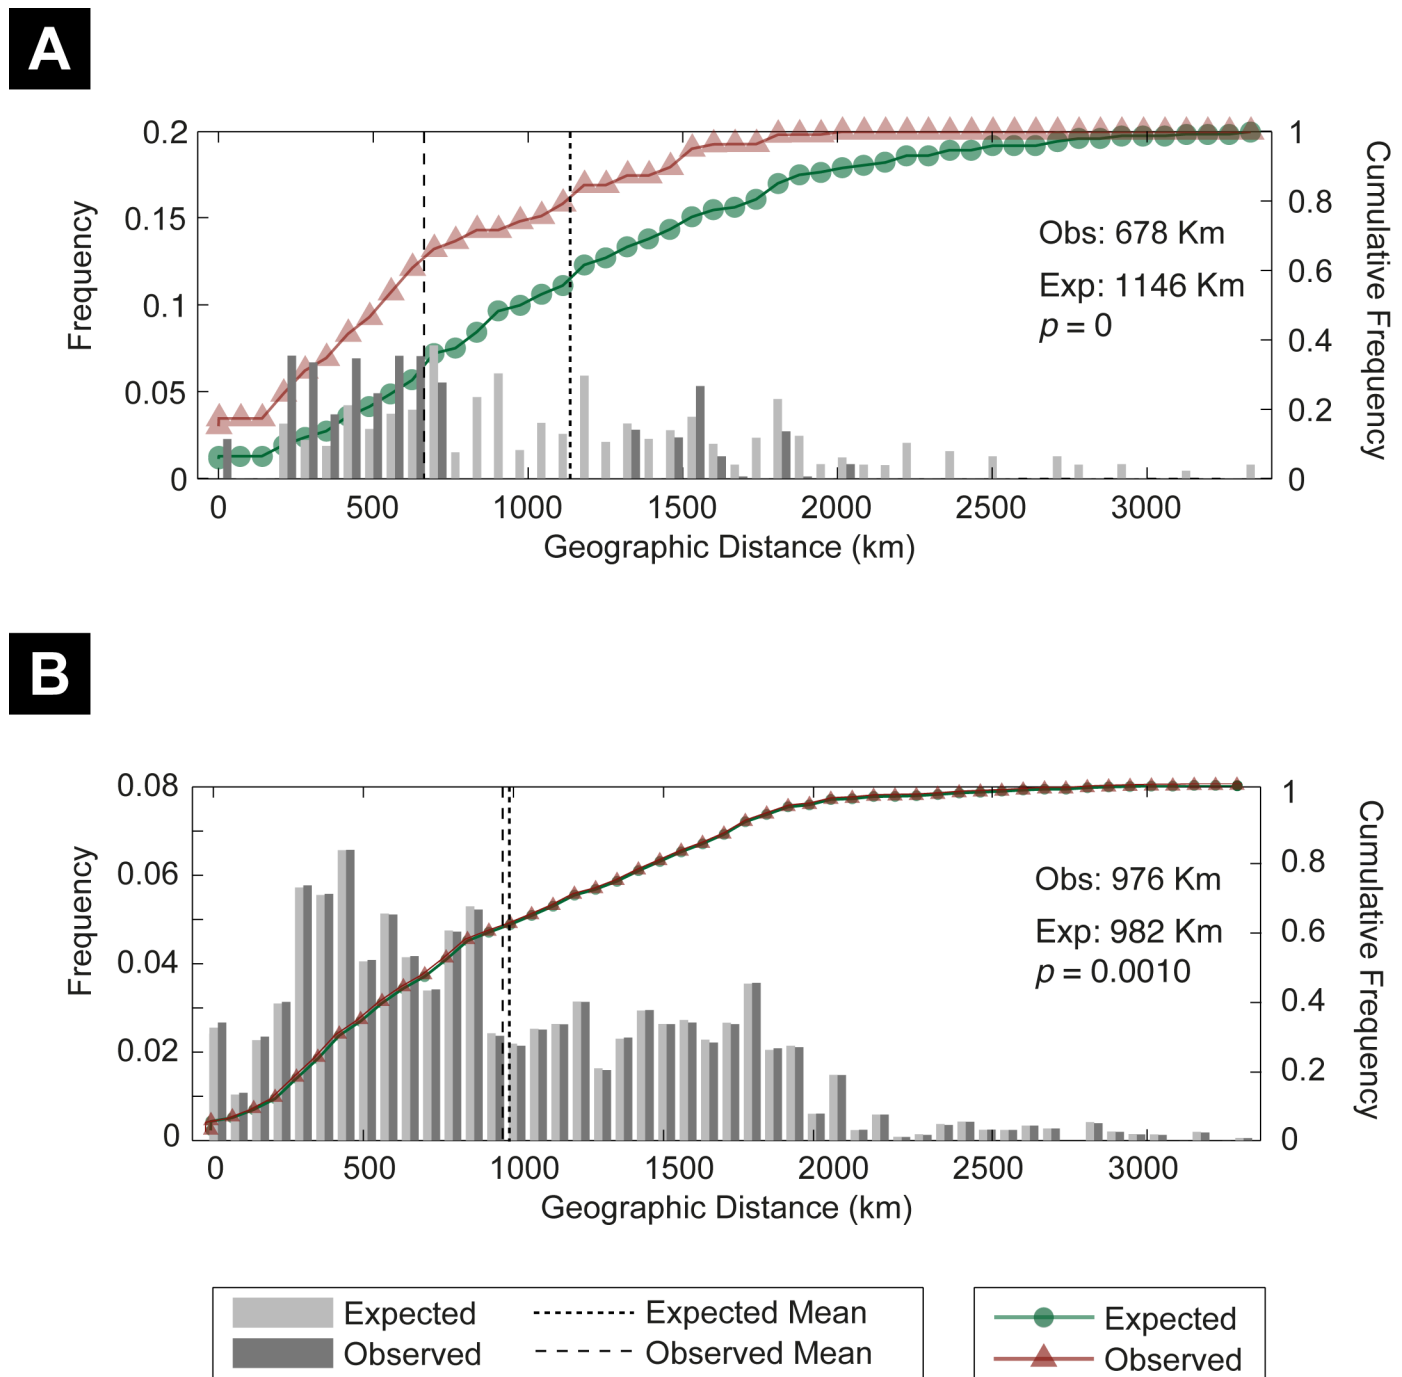 A
0.2
0.15
0.1
0.05
0
Frequency
1
0.8
0.6
0.4
0.2
0
Cumulative Frequency
Obs: 678 Km
Exp: 1146 Km
p = 0
0 500 1000 1500 2000 2500 3000
Geographic Distance (km)
B
0.08
0.06
0.04
0.02
0
Frequency
1
0.8
0.6
0.4
0.2
0
Cumulative Frequency
Obs: 976 Km
Exp: 982 Km
p = 0.0010
0 500 1000 1500 2000 2500 3000
Geographic Distance (km)
Expected
Observed
Expected Mean
Observed Mean
Expected
Observed